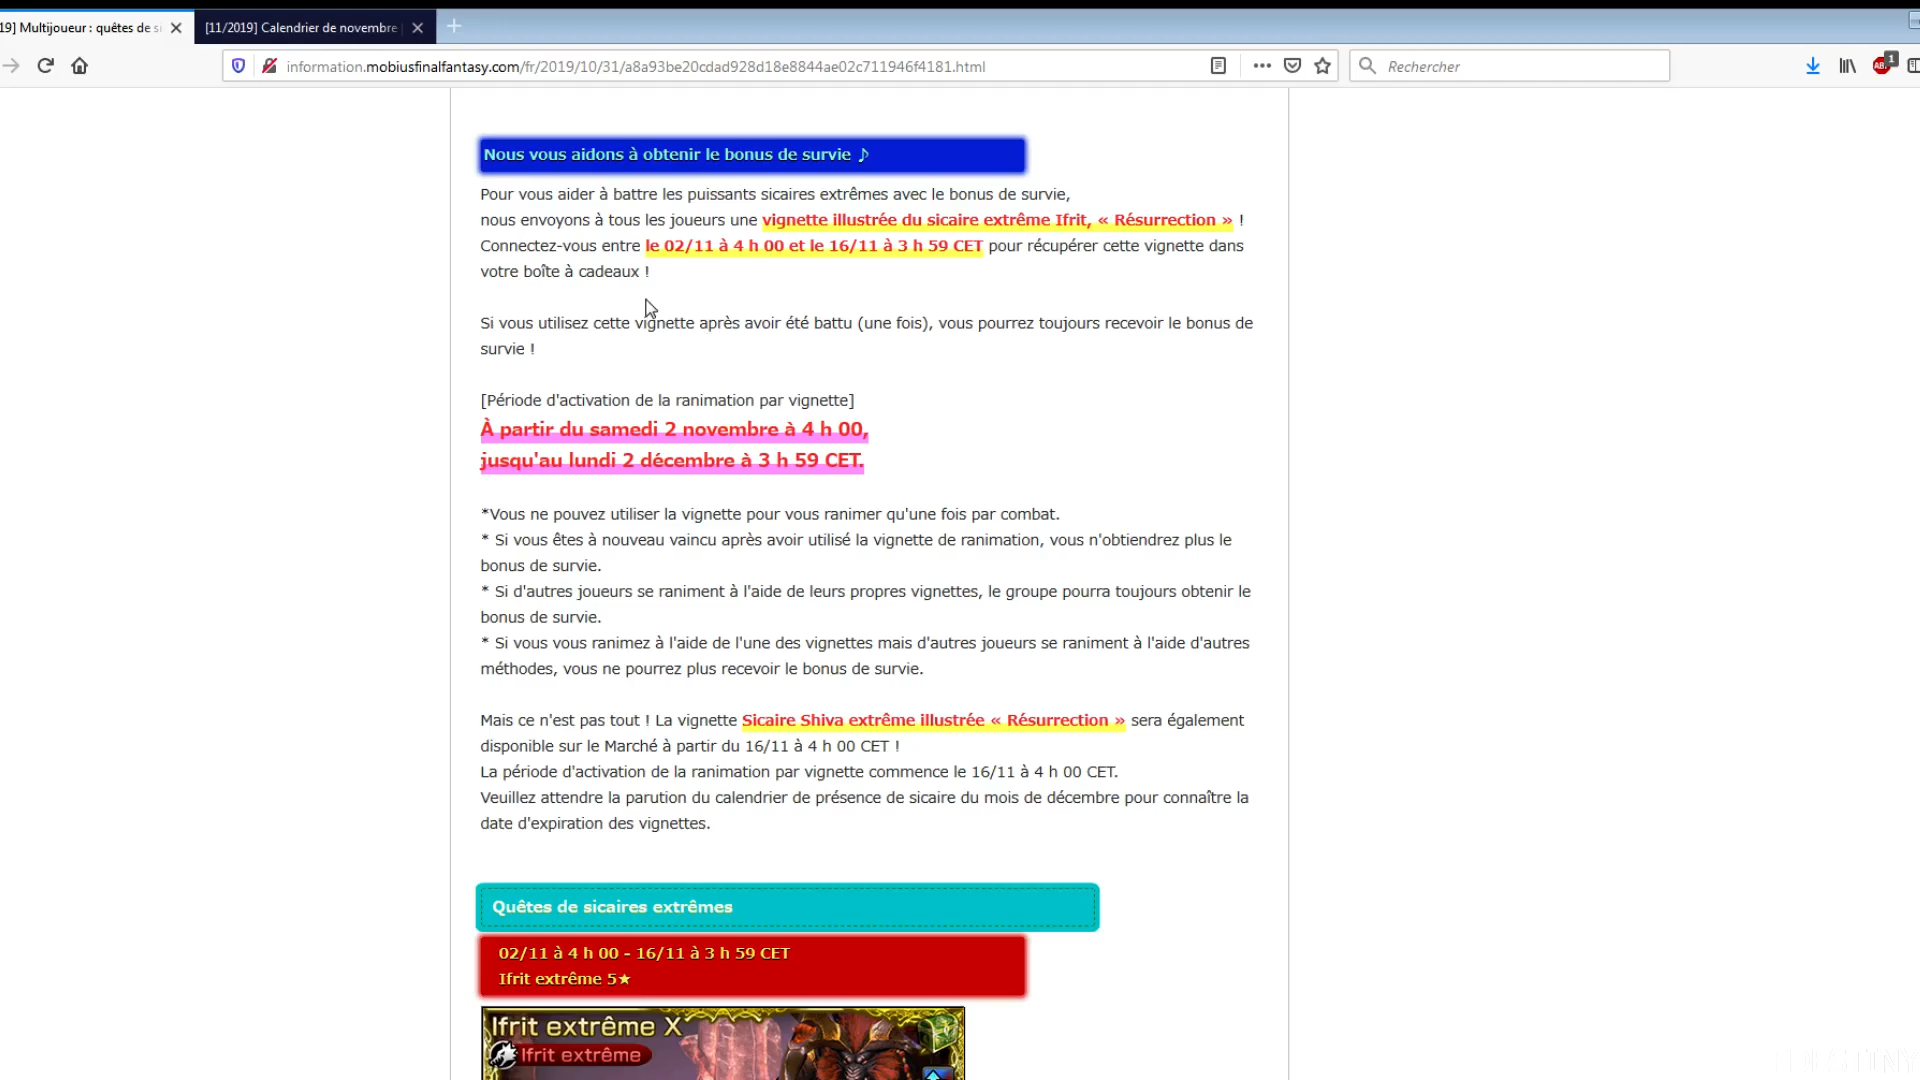 19] Multijoueur : quêtes de si
[11/2019] Calendrier de novembre
information.mobiusfinalfantasy.com/fr/2019/10/31/a8a93be20cdad928d18e8844ae02c711946f4181.html
Rechercher
ABP
1
Nous vous aidons à obtenir le bonus de survie ♪
Pour vous aider à battre les puissants sicaires extrêmes avec le bonus de survie,
nous envoyons à tous les joueurs une vignette illustrée du sicaire extrême Ifrit, « Résurrection » !
Connectez-vous entre le 02/11 à 4 h 00 et le 16/11 à 3 h 59 CET pour récupérer cette vignette dans
votre boîte à cadeaux !
Si vous utilisez cette vignette après avoir été battu (une fois), vous pourrez toujours recevoir le bonus de
survie !
[Période d'activation de la ranimation par vignette]
À partir du samedi 2 novembre à 4 h 00,
jusqu'au lundi 2 décembre à 3 h 59 CET.
*Vous ne pouvez utiliser la vignette pour vous ranimer qu'une fois par combat.
* Si vous êtes à nouveau vaincu après avoir utilisé la vignette de ranimation, vous n'obtiendrez plus le
bonus de survie.
* Si d'autres joueurs se raniment à l'aide de leurs propres vignettes, le groupe pourra toujours obtenir le
bonus de survie.
* Si vous vous ranimez à l'aide de l'une des vignettes mais d'autres joueurs se raniment à l'aide d'autres
méthodes, vous ne pourrez plus recevoir le bonus de survie.
Mais ce n'est pas tout ! La vignette Sicaire Shiva extrême illustrée « Résurrection » sera également
disponible sur le Marché à partir du 16/11 à 4 h 00 CET !
La période d'activation de la ranimation par vignette commence le 16/11 à 4 h 00 CET.
Veuillez attendre la parution du calendrier de présence de sicaire du mois de décembre pour connaître la
date d'expiration des vignettes.
Quêtes de sicaires extrêmes
02/11 à 4 h 00 - 16/11 à 3 h 59 CET
Ifrit extrême 5★
Ifrit extrême X
Ifrit extrême